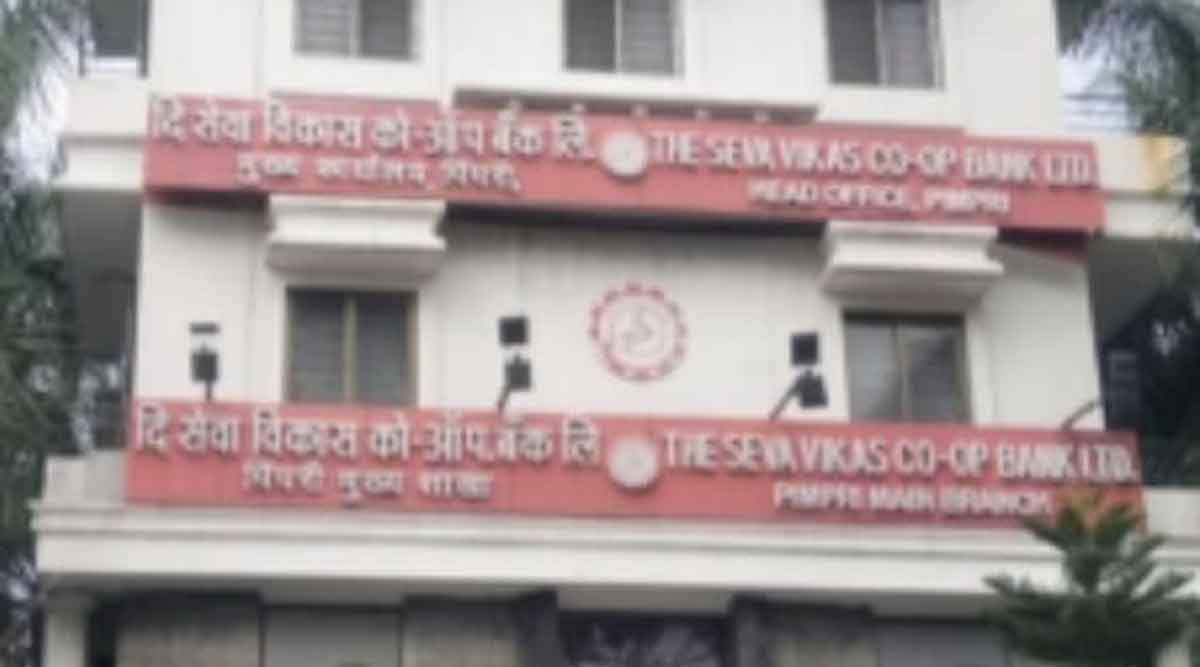 दि सेवा विकास को-ऑप बँक लि.
मुख्य कार्यालय, पिंपरी,
THE SEVA VIKAS CO-OP BANK LTD.
HEAD OFFICE, PIMPRI
दि सेवा विकास को-ऑप. बँक लि
पिंपरी मुख्य शाखा
THE SEVA VIKAS CO-OP BANK LTD.
PIMPRI MAIN BRANCH